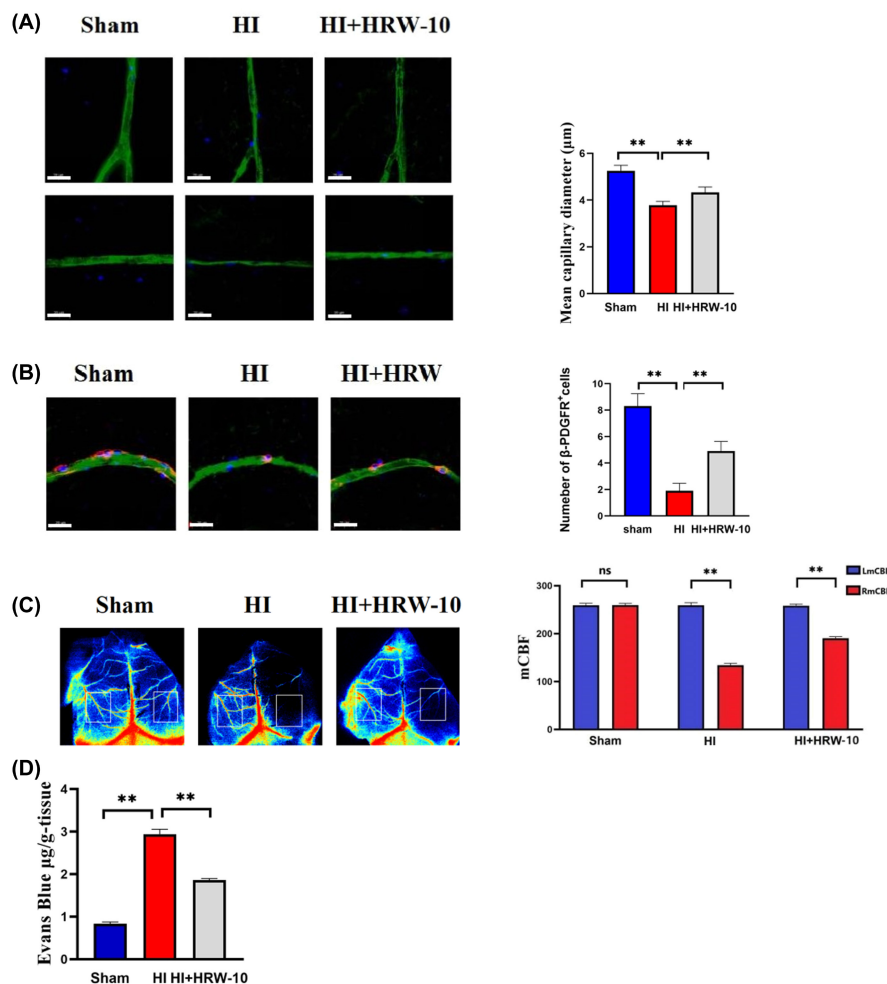 (A)
Sham HI HI+HRW-10
Mean capillary diameter (μm)
8
6
4
2
0
** **
Sham HI HI+HRW-10
(B)
Sham HI HI+HRW
Numeber of β-PDGFR+cells
10
8
6
4
2
0
** **
sham HI HI+HRW-10
(C)
Sham HI HI+HRW-10
mCBF
300
200
100
0
ns ** **
LmCBF
RmCBF
Sham HI HI+HRW-10
(D)
Evans Blue μg/g-tissue
4
3
2
1
0
** **
Sham HI HI+HRW-10